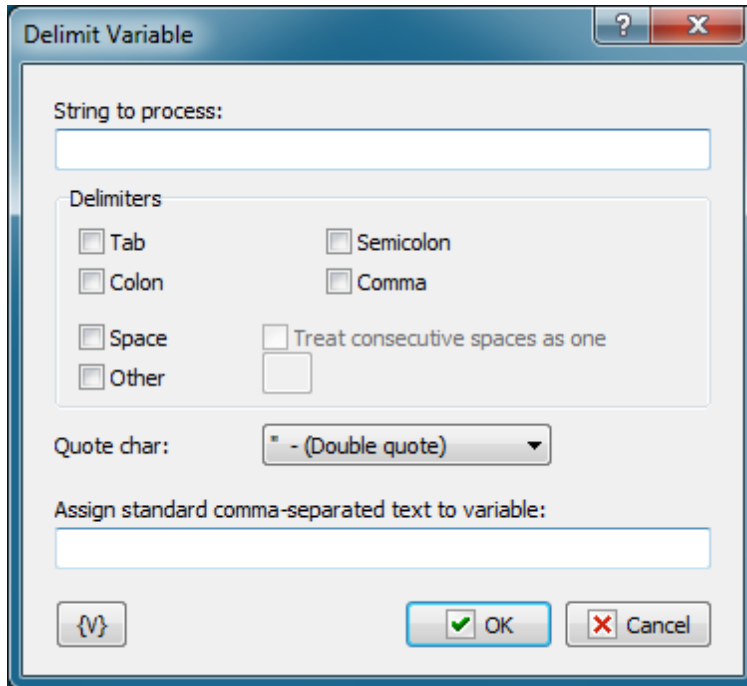 Delimit Variable
?
String to process:
Delimiters
Tab Semicolon
Colon Comma
Space Treat consecutive spaces as one
Other
Quote char: " - (Double quote)
Assign standard comma-separated text to variable:
{V} OK Cancel